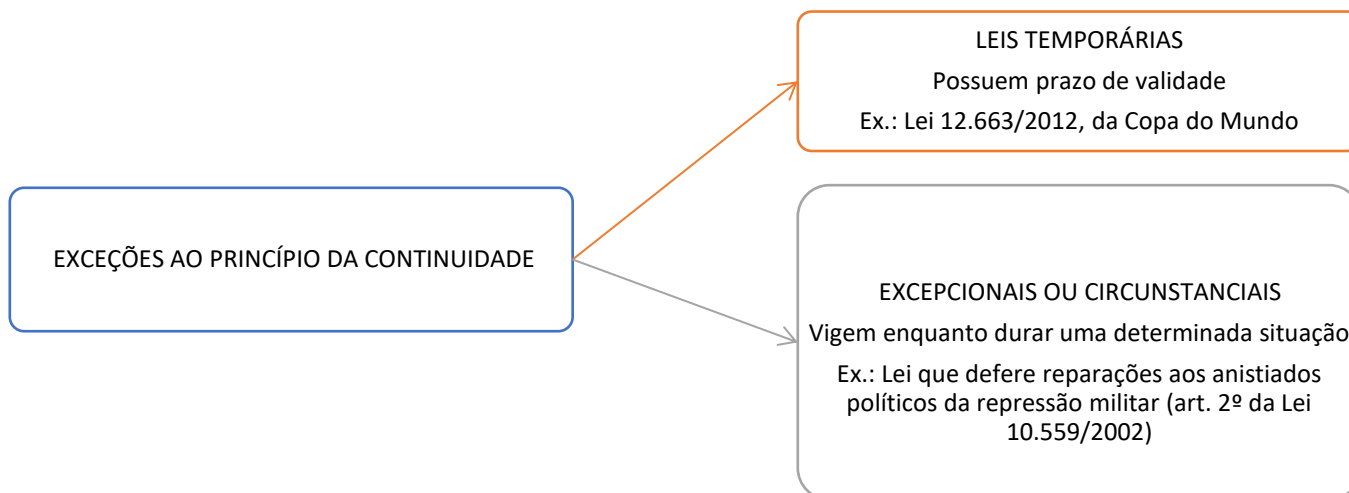 EXCEÇÕES AO PRINCÍPIO DA CONTINUIDADE
LEIS TEMPORÁRIAS
Possuem prazo de validade
Ex.: Lei 12.663/2012, da Copa do Mundo
EXCEPCIONAIS OU CIRCUNSTANCIAIS
Vigem enquanto durar uma determinada situação
Ex.: Lei que defere reparações aos anistiados
políticos da repressão militar (art. 2º da Lei
10.559/2002)